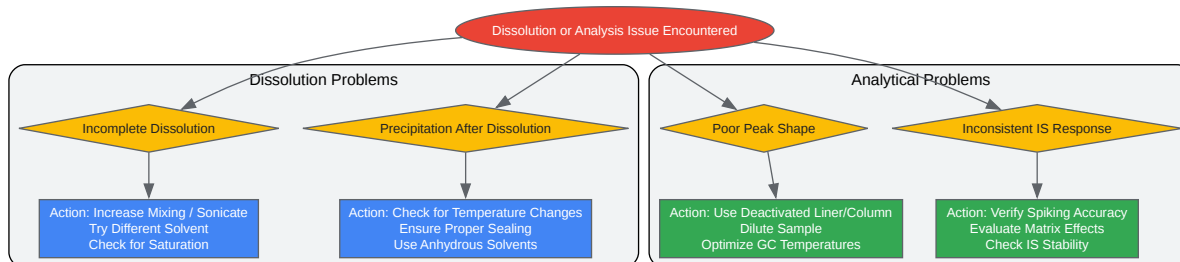 Dissolution or Analysis Issue Encountered
Dissolution Problems
Analytical Problems
Incomplete Dissolution
Precipitation After Dissolution
Poor Peak Shape
Inconsistent IS Response
Action: Increase Mixing / Sonicate
Try Different Solvent
Check for Saturation
Action: Check for Temperature Changes
Ensure Proper Sealing
Use Anhydrous Solvents
Action: Use Deactivated Liner/Column
Dilute Sample
Optimize GC Temperatures
Action: Verify Spiking Accuracy
Evaluate Matrix Effects
Check IS Stability